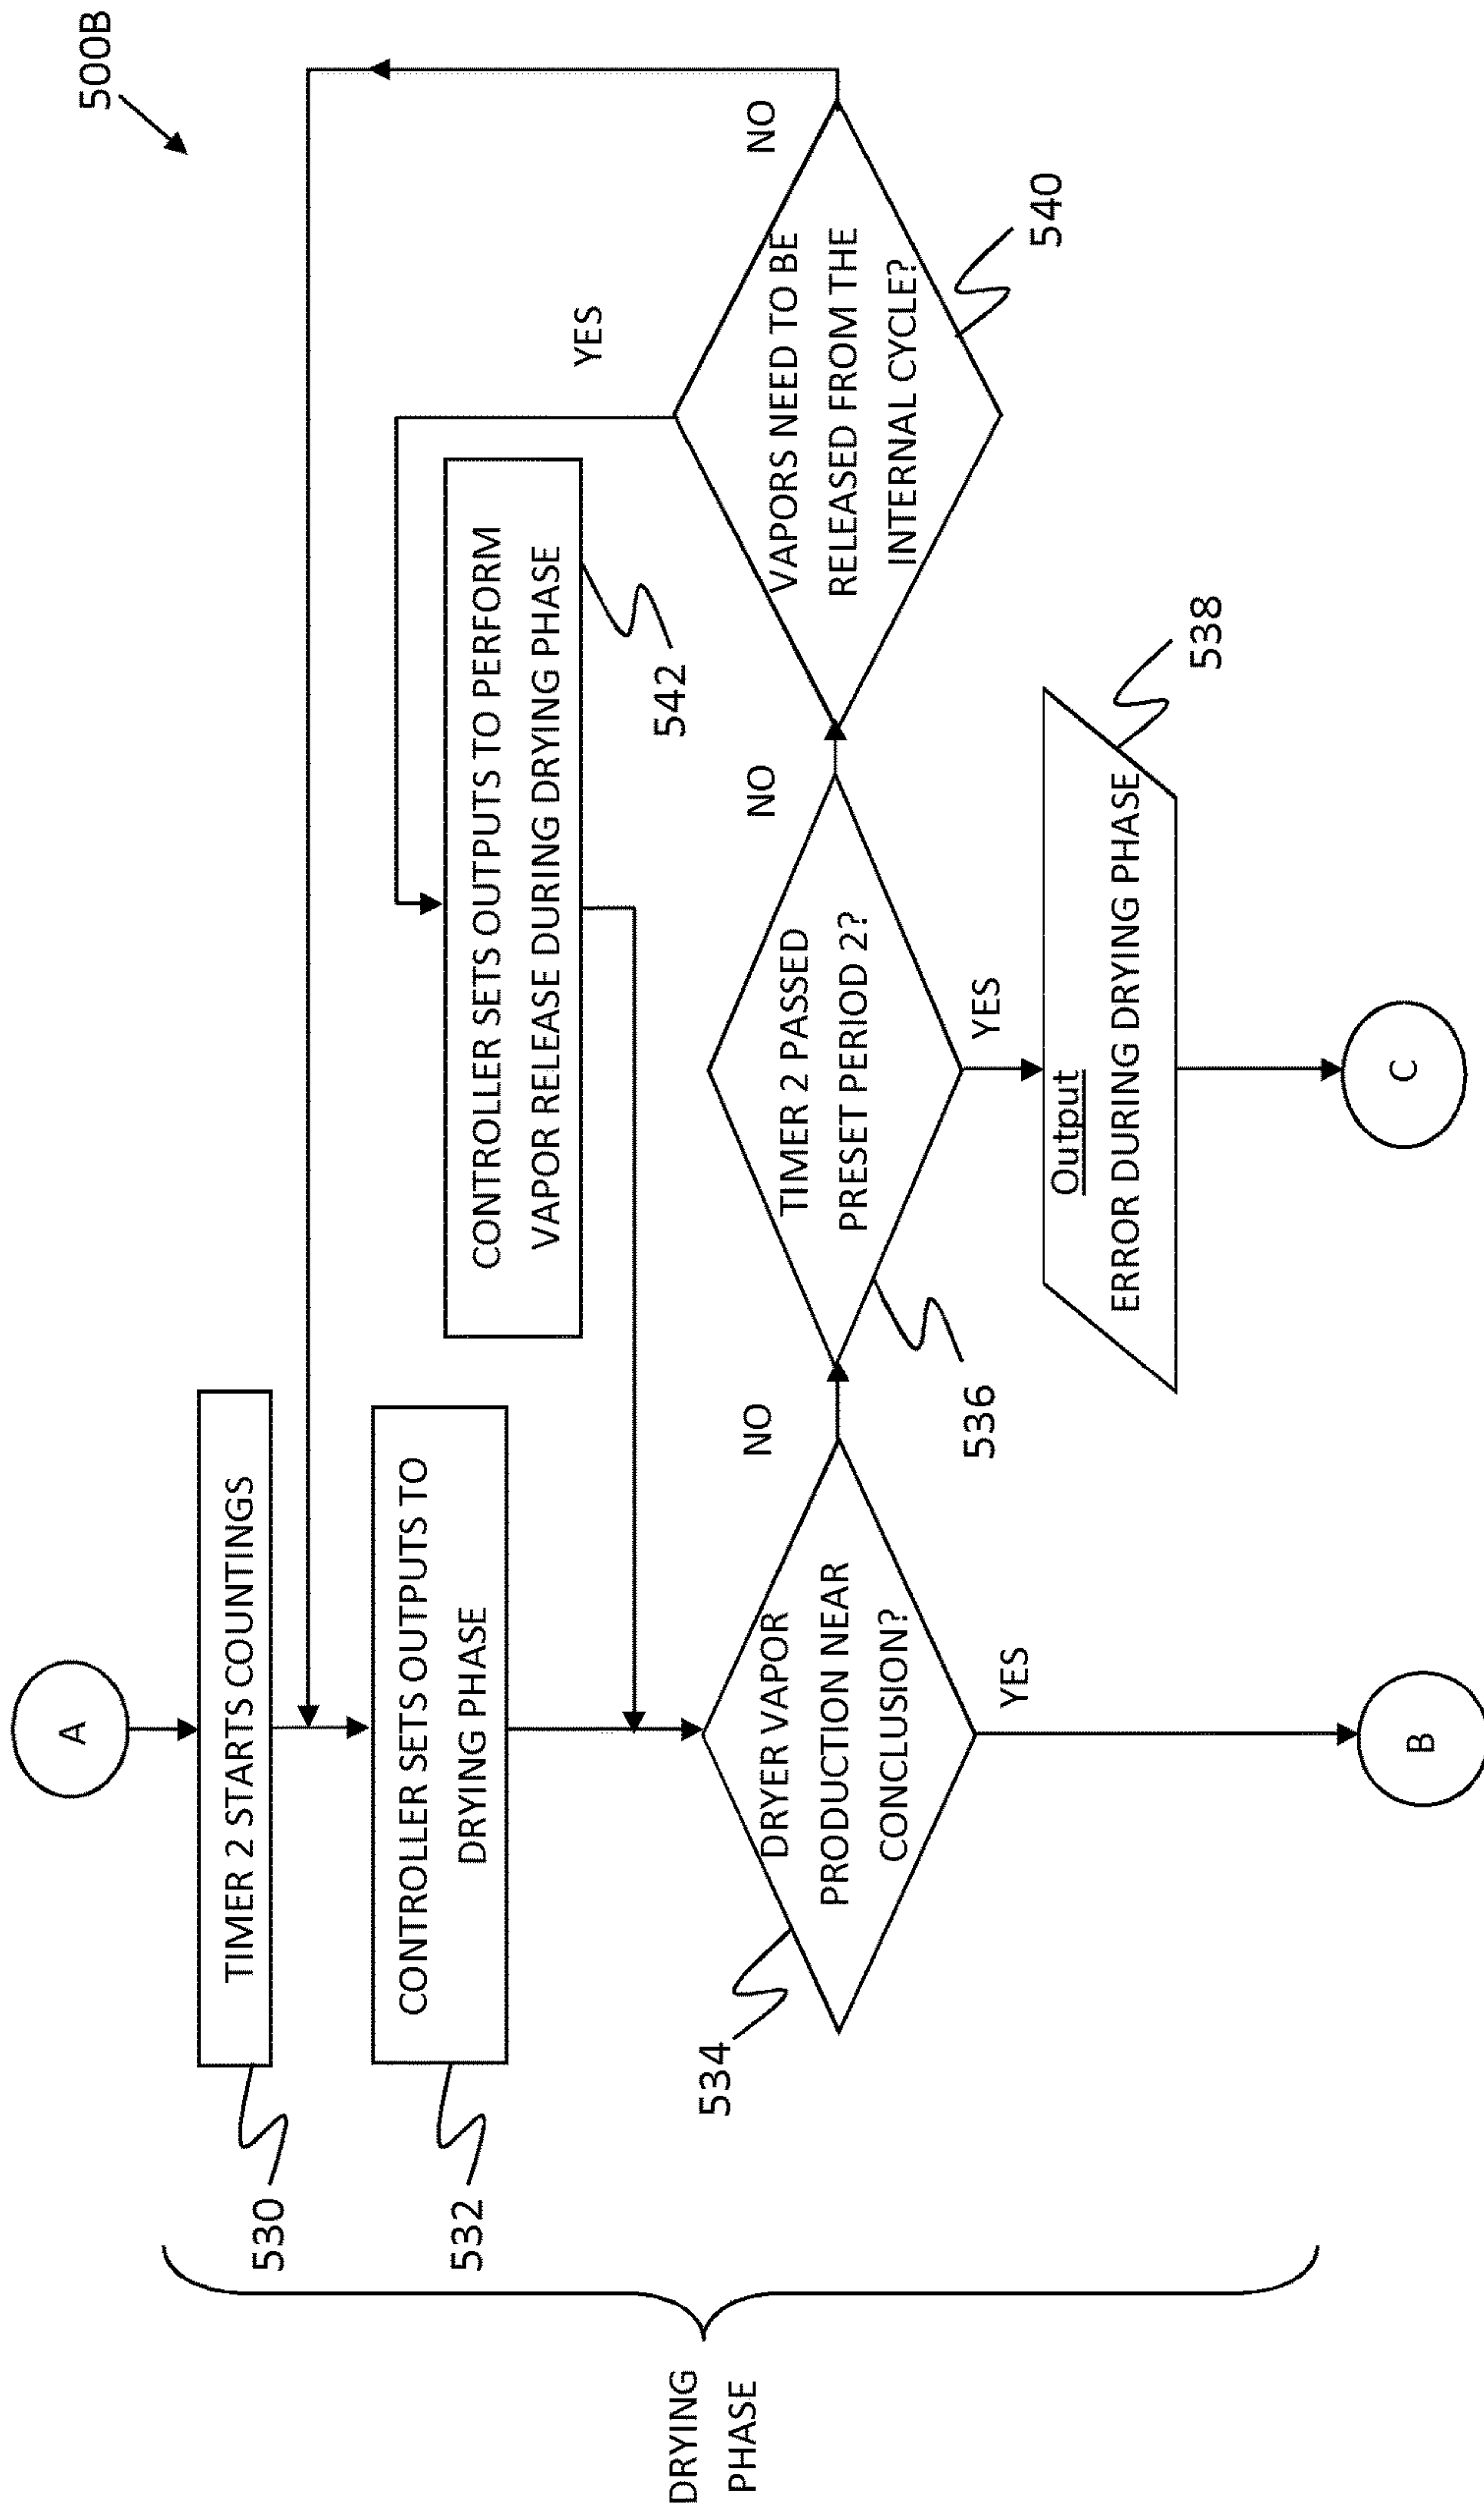 500B
A
TIMER 2 STARTS COUNTINGS
530
CONTROLLER SETS OUTPUTS TO
DRYING PHASE
532
CONTROLLER SETS OUTPUTS TO PERFORM
VAPOR RELEASE DURING DRYING PHASE
542
YES
DRYING
PHASE
534
DRYER VAPOR
PRODUCTION NEAR
CONCLUSION?
NO
YES
TIMER 2 PASSED
PRESET PERIOD 2?
536
NO
YES
VAPORS NEED TO BE
RELEASED FROM THE
INTERNAL CYCLE?
NO
540
Output
ERROR DURING DRYING PHASE
538
B
C